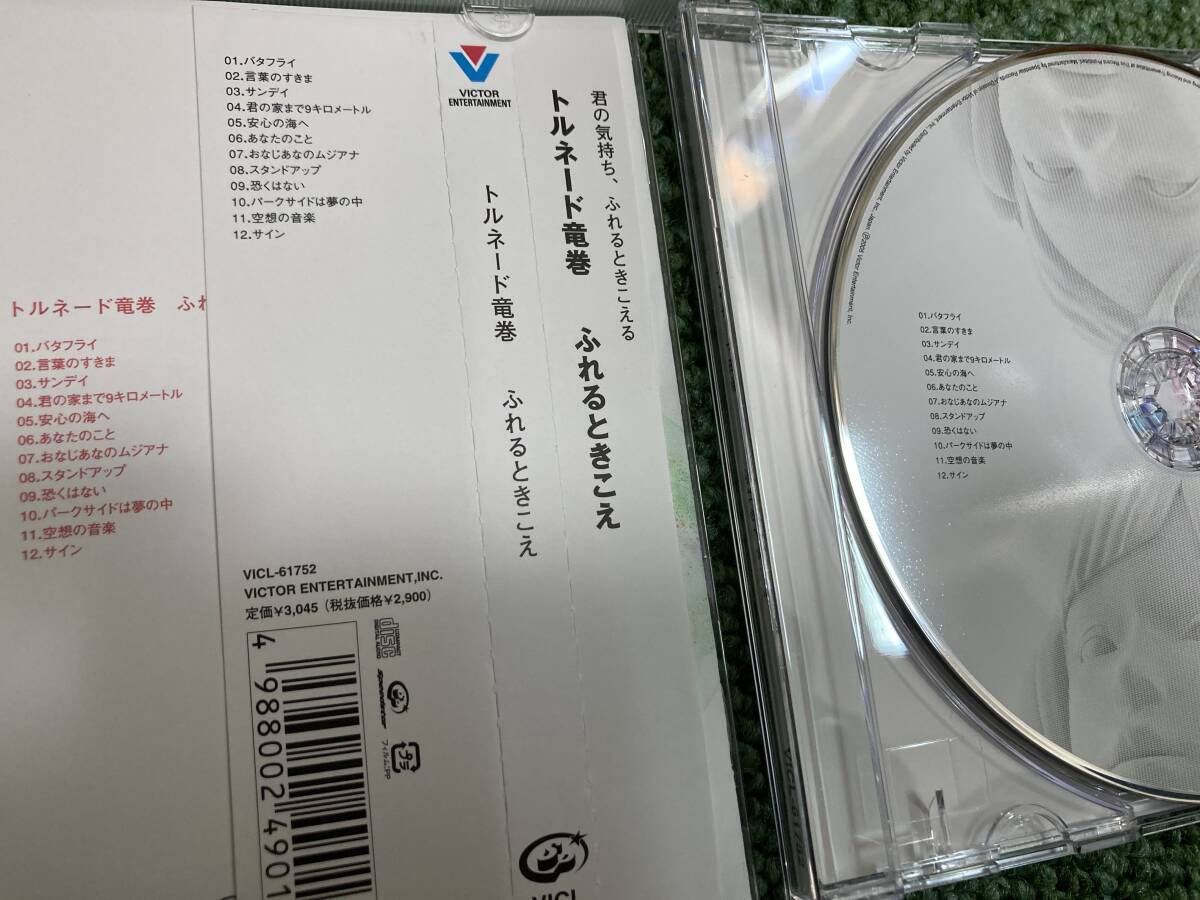 トルネード竜巻 ふれ
01.バタフライ
02.言葉のすきま
03.サンデイ
04.君の家まで9キロメートル
05.安心の海へ
06.あなたのこと
07.おなじあなのムジアナ
08.スタンドアップ
09.恐くはない
10.パークサイドは夢の中
11.空想の音楽
12.サイン
01.バタフライ
02.言葉のすきま
03.サンデイ
04.君の家まで9キロメートル
05.安心の海へ
06.あなたのこと
07.おなじあなのムジアナ
08.スタンドアップ
09.恐くはない
10.パークサイドは夢の中
11.空想の音楽
12.サイン
VICL-61752
VICTOR ENTERTAINMENT,INC.
定価¥3,045(税抜価格¥2,900)
4 988002 4901
COMPACT
disc
DIGITAL AUDIO
プラ
フィルム:PP
VICTOR
ENTERTAINMENT
トルネード竜巻 ふれるときこえ
君の気持ち、ふれるときこえる
トルネード竜巻 ふれるときこえ
VICL
01.バタフライ
02.言葉のすきま
03.サンデイ
04.君の家まで9キロメートル
05.安心の海へ
06.あなたのこと
07.おなじあなのムジアナ
08.スタンドアップ
09.恐くはない
10.パークサイドは夢の中
11.空想の音楽
12.サイン